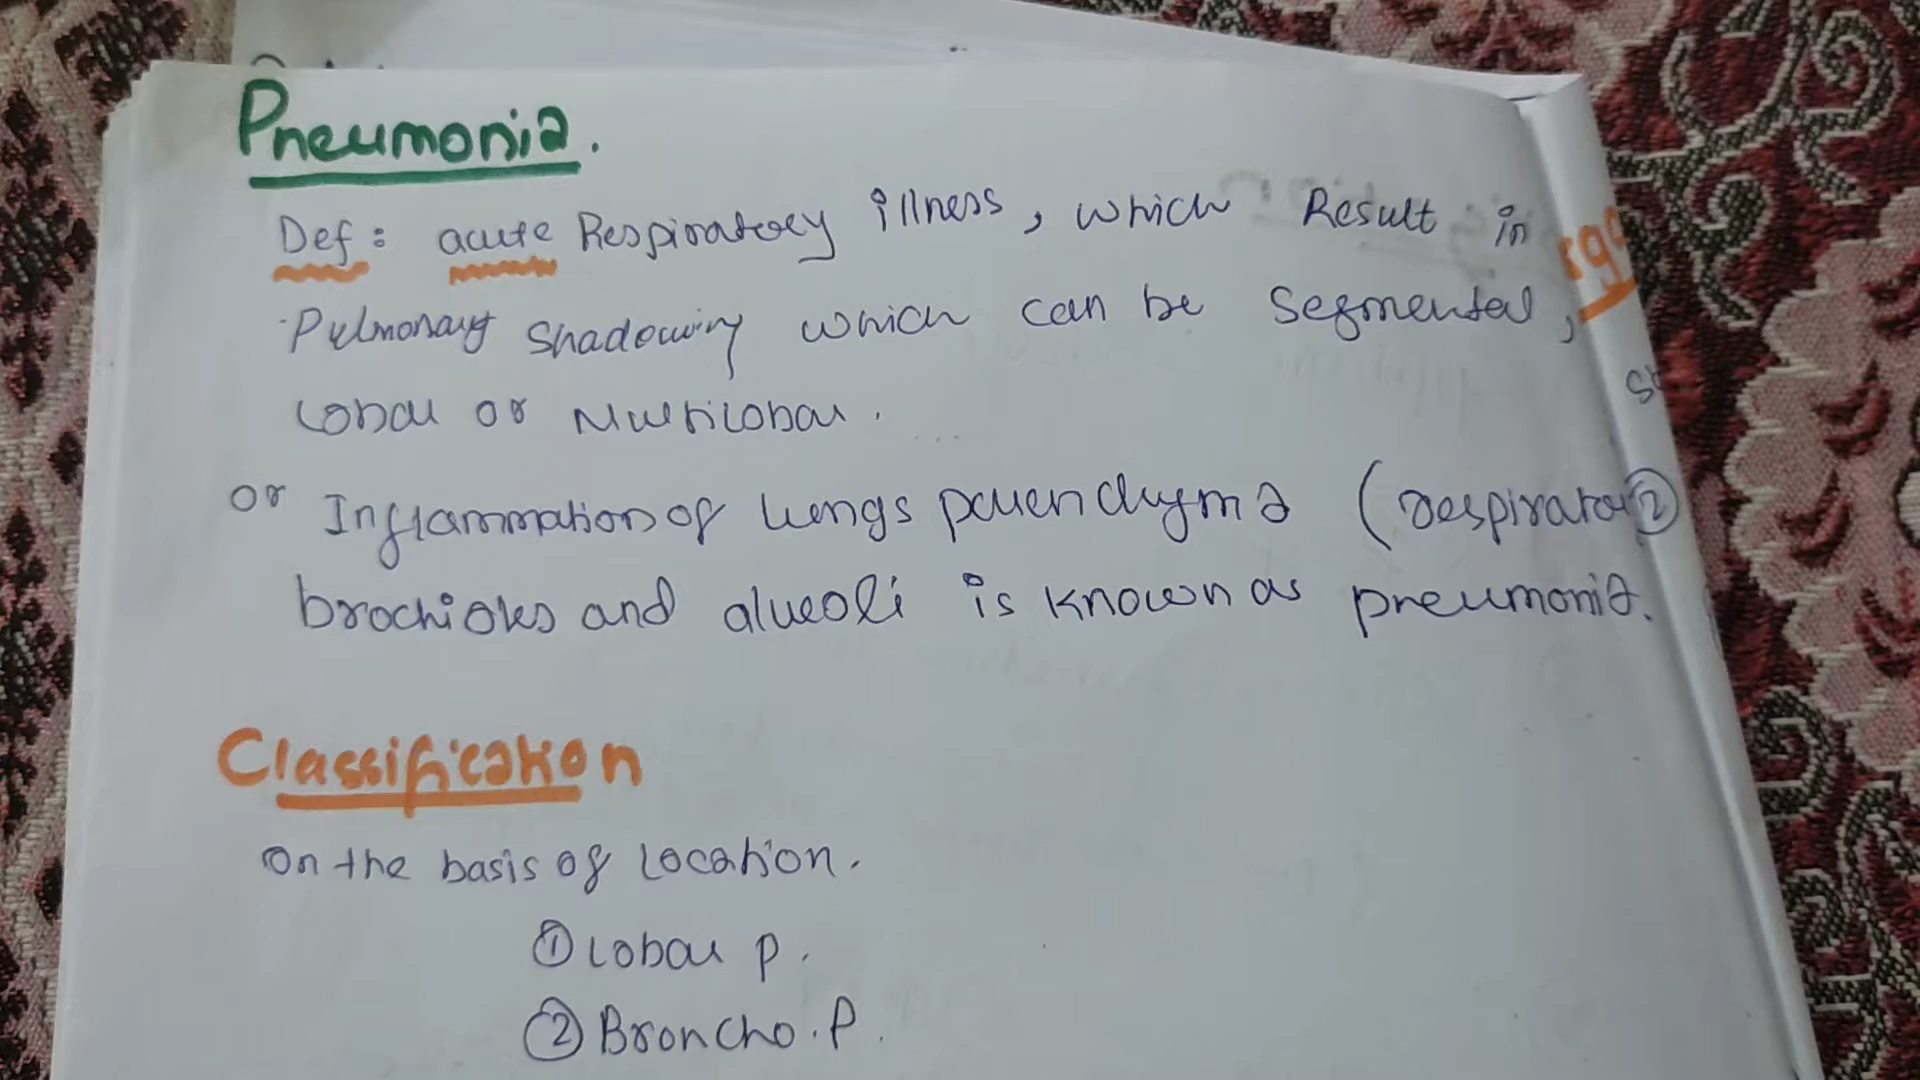 Pneumonia.
Def: acute Respiratory illness, which Result in
Pulmonary shadowing which can be segmental,
Lobar or Multilobar.
or Inflammation of lungs parenchyma (respirato
brochioles and alveoli is known as pneumonia.
Classification
on the basis of Location.
① Lobar p.
② Broncho.P.
②